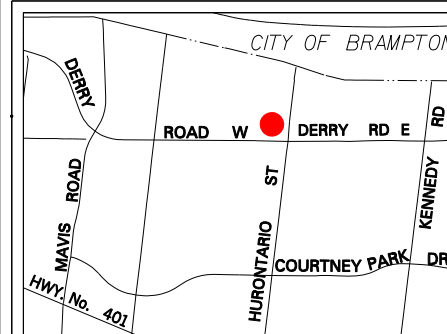 CITY OF BRAMPTON
DERRY
ROAD W
DERRY RD E
RD
KENNEDY
MAVIS ROAD
HURONTARIO ST
COURTNEY PARK DR
HWY. No. 401